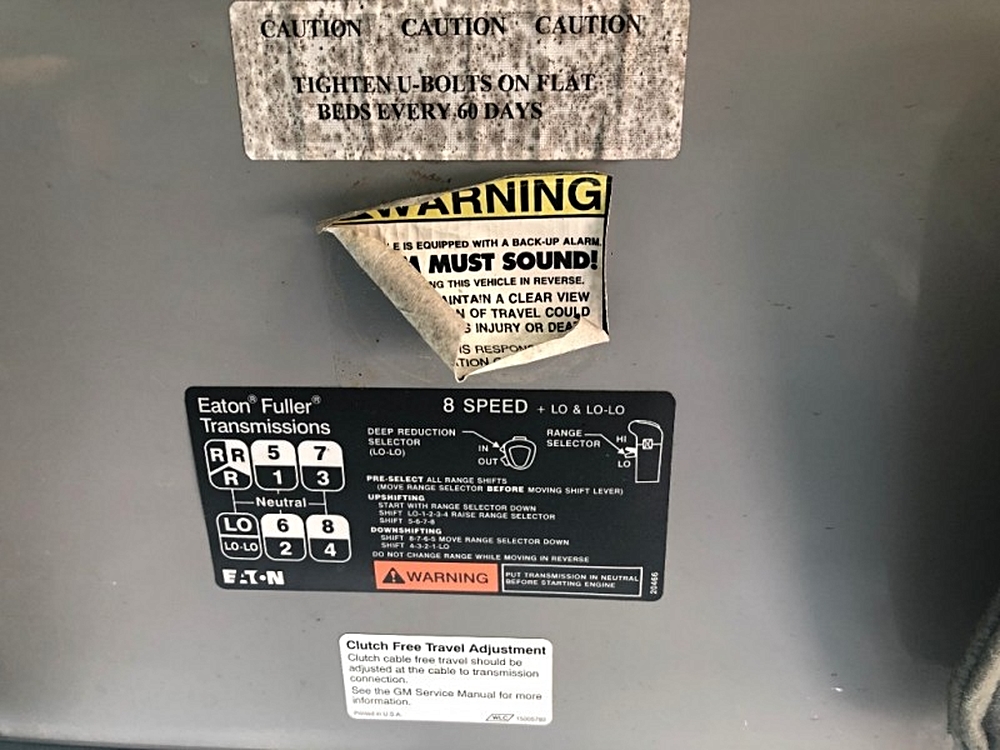 CAUTION CAUTION CAUTION
TIGHTEN U-BOLTS ON FLAT
BEDS EVERY 60 DAYS
WARNING
E IS EQUIPPED WITH A BACK-UP ALARM.
MUST SOUND!
THIS VEHICLE IN REVERSE.
A CLEAR VIEW
N OF TRAVEL COULD
INJURY OR
IS
Eaton® Fuller®
Transmissions
8 SPEED + LO & LO-LO
DEEP REDUCTION
SELECTOR
(LO-LO)
IN
OUT
RANGE
SELECTOR
HI
LO
R R 5 7
R 1 3
Neutral
LO 6 8
LO-LO 2 4
PRE-SELECT ALL RANGE SHIFTS
(MOVE RANGE SELECTOR BEFORE MOVING SHIFT LEVER)
UPSHIFTING
START WITH RANGE SELECTOR DOWN
SHIFT LO-1-2-3-4 RAISE RANGE SELECTOR
SHIFT 5-6-7-8
DOWNSHIFTING
SHIFT 8-7-6-5 MOVE RANGE SELECTOR DOWN
SHIFT 4-3-2-1-LO
DO NOT CHANGE RANGE WHILE MOVING IN REVERSE
EATON
WARNING
PUT TRANSMISSION IN NEUTRAL
BEFORE STARTING ENGINE
20466
Clutch Free Travel Adjustment
Clutch cable free travel should be
adjusted at the cable to transmission
connection.
See the GM Service Manual for more
information.
Printed in U.S.A.
WLC 15005780